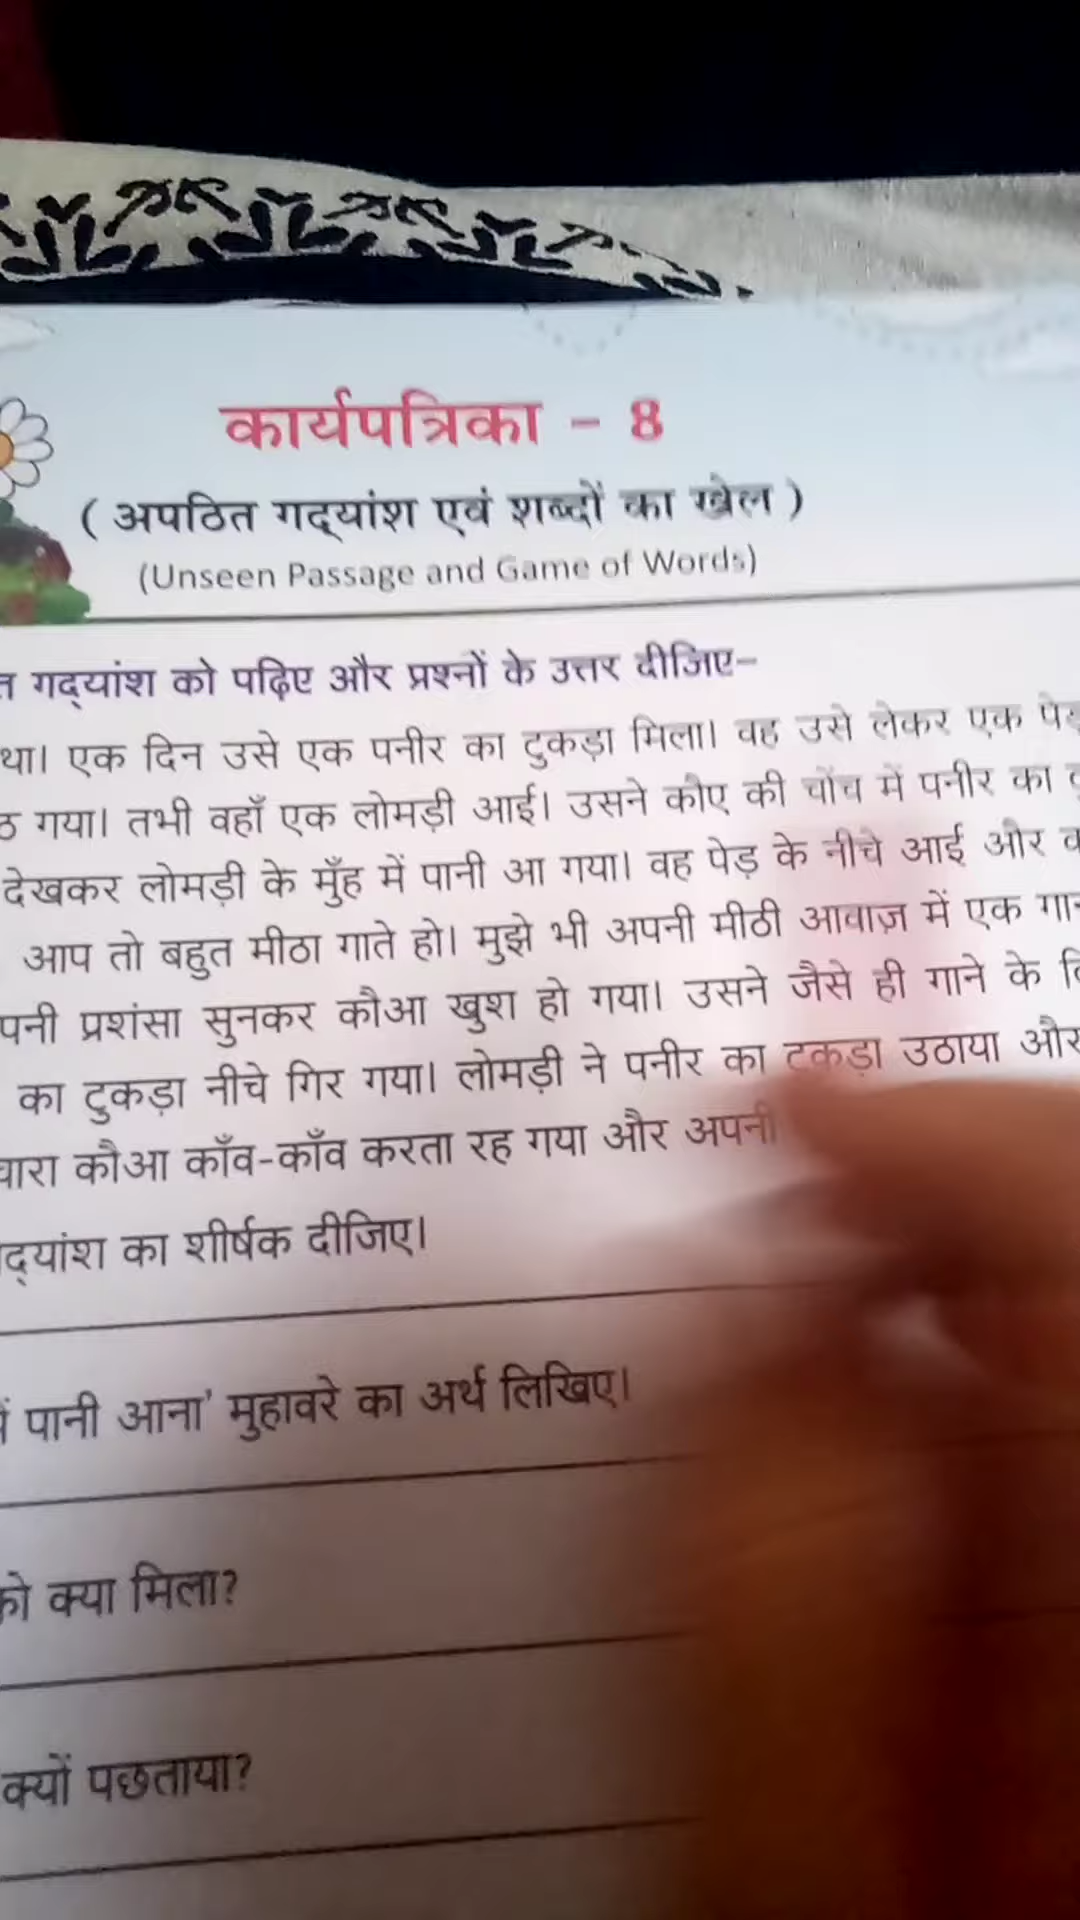 कार्यपत्रिका - 8
( अपठित गद्यांश एवं शब्दों का खेल )
(Unseen Passage and Game of Words)
गद्यांश को पढ़िए और प्रश्नों के उत्तर दीजिए-
था। एक दिन उसे एक पनीर का टुकड़ा मिला। वह उसे लेकर एक
गया। तभी वहाँ एक लोमड़ी आई। उसने कौए की चोंच में पनीर का
देखकर लोमड़ी के मुँह में पानी आ गया। वह पेड़ के नीचे आई और
आप तो बहुत मीठा गाते हो। मुझे भी अपनी मीठी आवाज़ में एक
प्रशंसा सुनकर कौआ खुश हो गया। उसने जैसे ही गाने के
का टुकड़ा नीचे गिर गया। लोमड़ी ने पनीर का टुकड़ा उठाया और
कौआ काँव-काँव करता रह गया और अपनी
का शीर्षक दीजिए।
पानी आना' मुहावरे का अर्थ लिखिए।
क्या मिला?
क्यों पछताया?